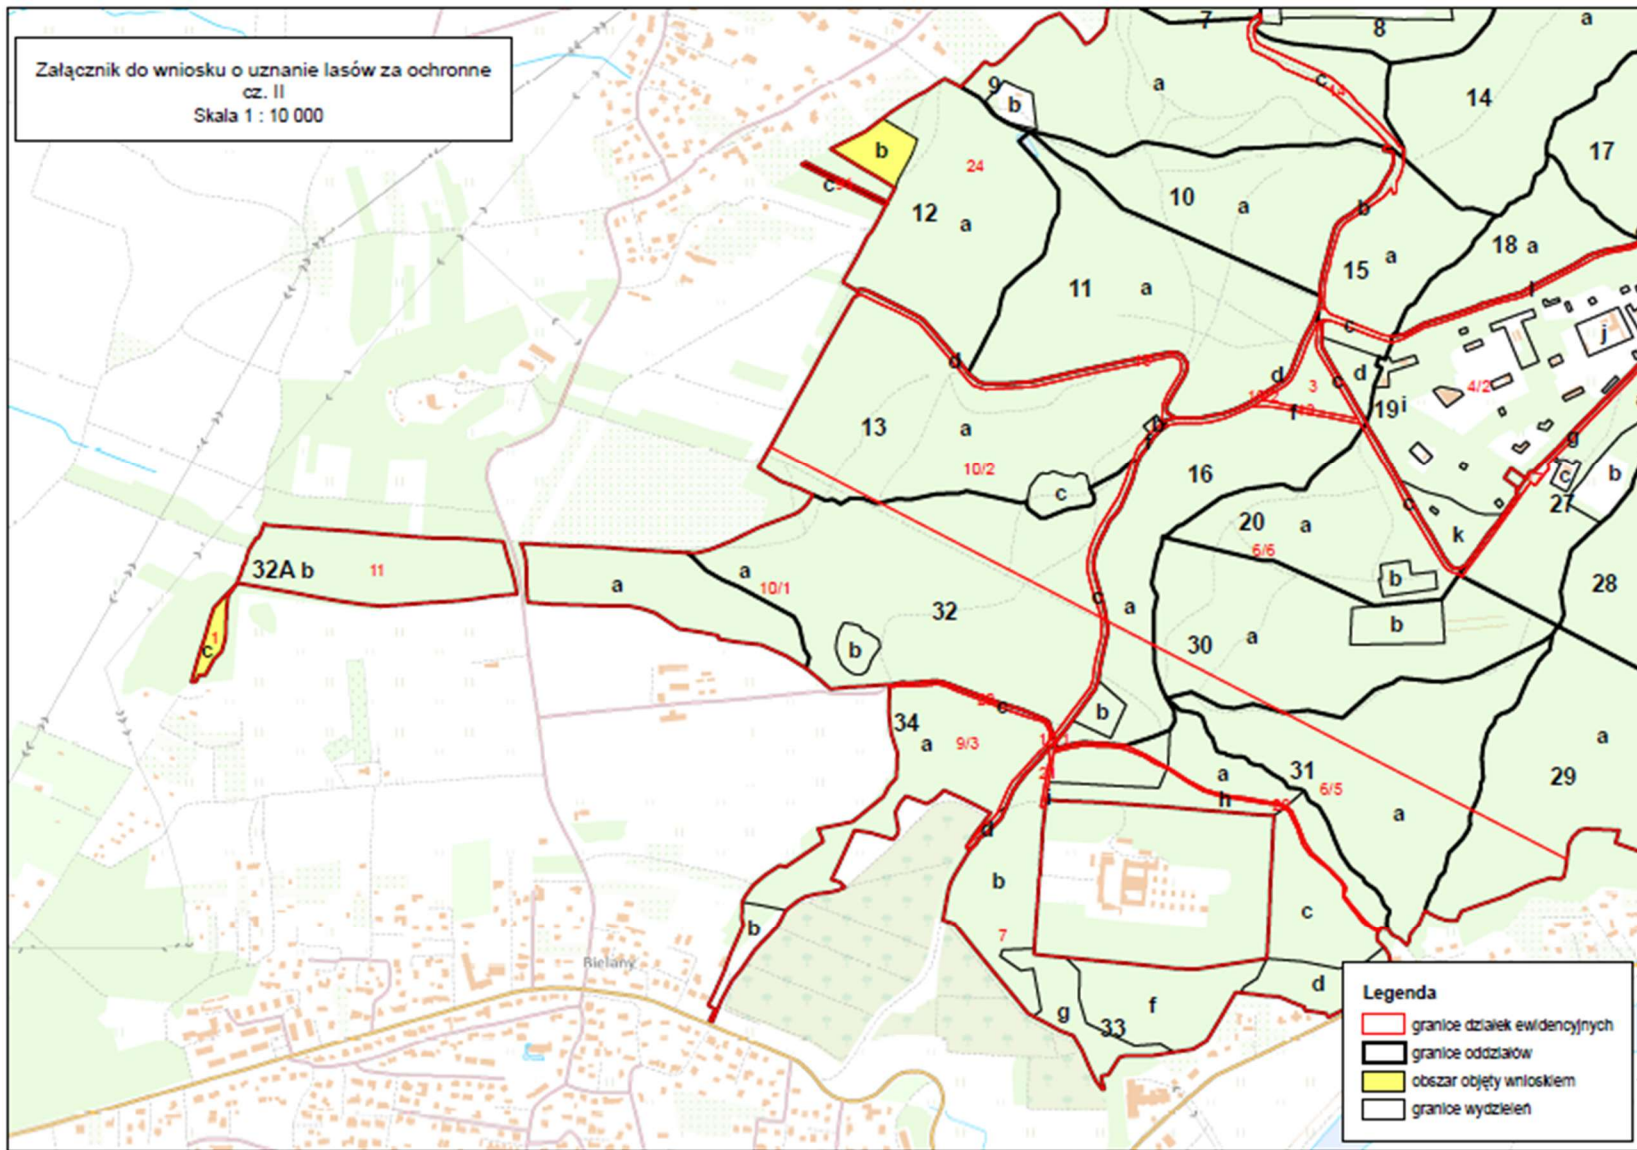 Załącznik do wniosku o uznanie lasów za ochronne
cz. II
Skala 1 : 10 000
7
8
a
9
b
a
c
14
17
b
24
c
12
a
10
a
b
18 a
15
a
11
a
l
c
j
d
d
c
d
3
4/2
19 i
f
13
a
b
f
g
10/2
16
c
c
b
c
27
20
a
k
6/6
32A b
11
a
a
10/1
32
c
a
b
28
b
30
a
1
c
b
b
c
34
a
9/3
a
31
6/5
29
a
21
i
h
a
d
b
c
7
b
Bielany
d
f
g
33
Legenda
granice działek ewidencyjnych
granice oddziałów
obszar objęty wnioskiem
granice wydzieleń